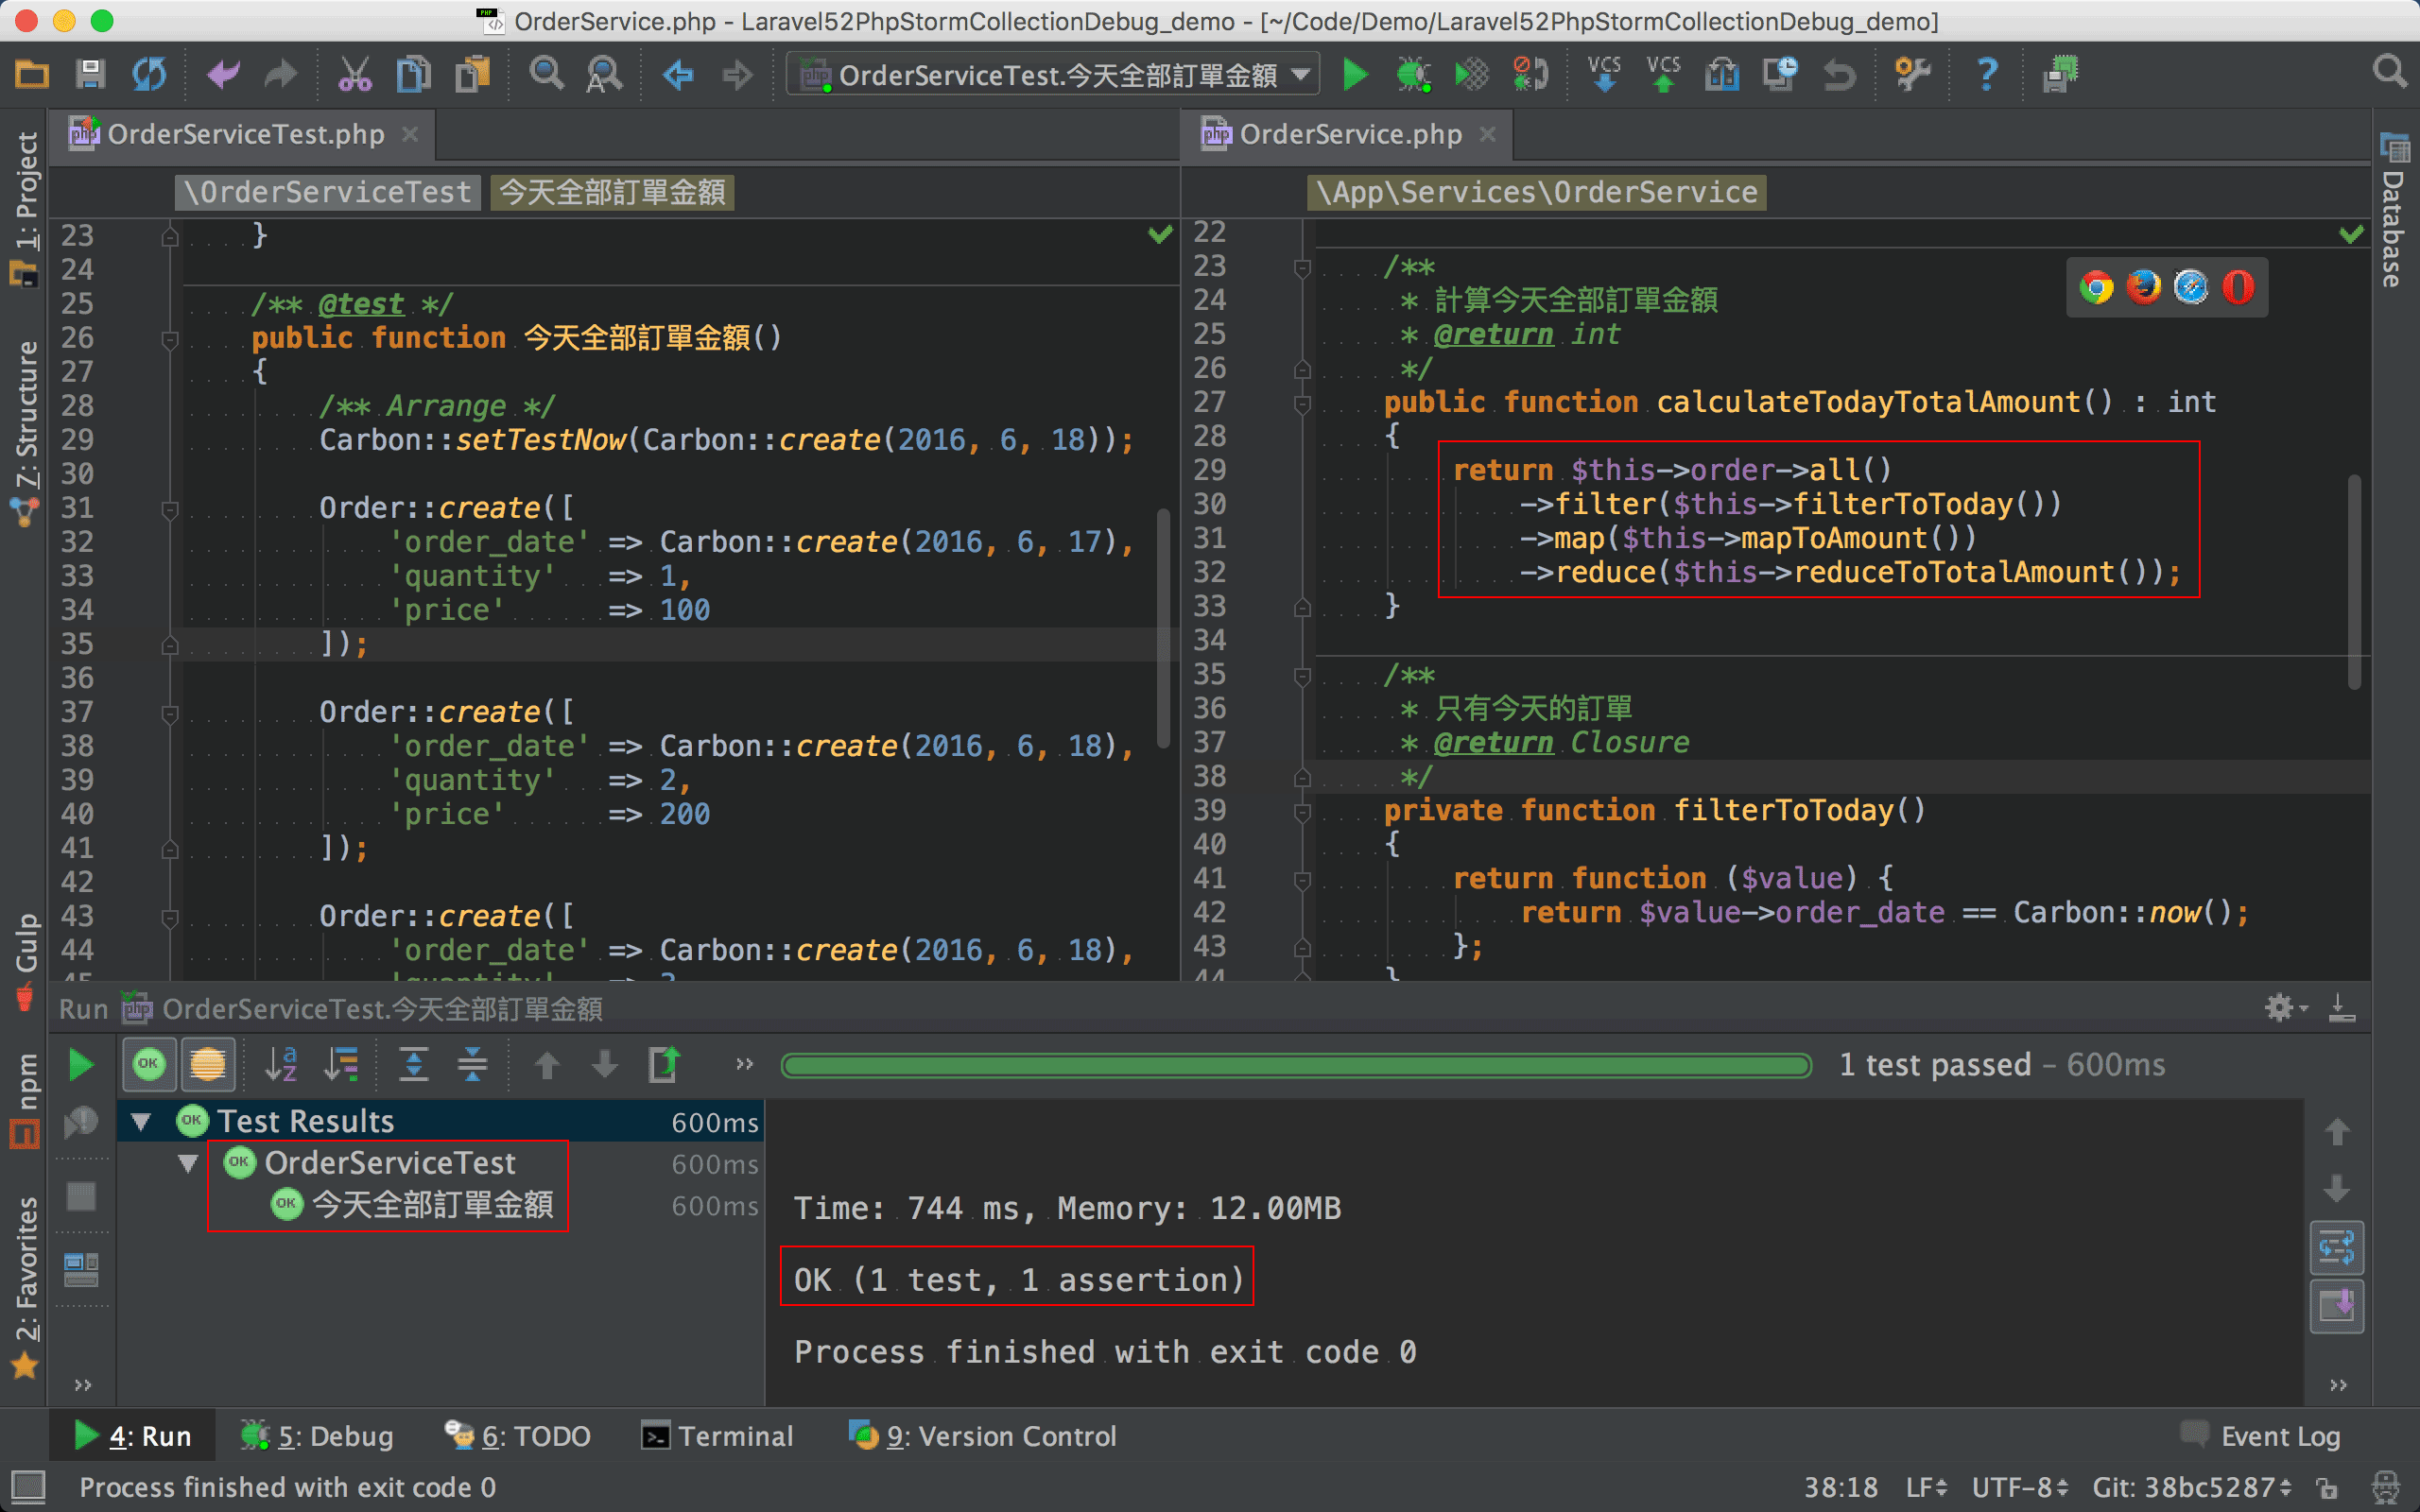 OrderService.php - Laravel52PhpStormCollectionDebug_demo - [~/Code/Demo/Laravel52PhpStormCollectionDebug_demo]
OrderServiceTest.今天全部訂單金額
VCS VCS
OrderServiceTest.php
OrderService.php
1: Project
7: Structure
Gulp
npm
2: Favorites
Database
\OrderServiceTest 今天全部訂單金額
23 }
24
25 /** @test */
26 public function 今天全部訂單金額()
27 {
28 /** Arrange */
29 Carbon::setTestNow(Carbon::create(2016, 6, 18));
30
31 Order::create([
32 'order_date' => Carbon::create(2016, 6, 17),
33 'quantity' => 1,
34 'price' => 100
35 ]);
36
37 Order::create([
38 'order_date' => Carbon::create(2016, 6, 18),
39 'quantity' => 2,
40 'price' => 200
41 ]);
42
43 Order::create([
44 'order_date' => Carbon::create(2016, 6, 18),
\App\Services\OrderService
22
23 /**
24 * 計算今天全部訂單金額
25 * @return int
26 */
27 public function calculateTodayTotalAmount() : int
28 {
29 return $this->order->all()
30 ->filter($this->filterToToday())
31 ->map($this->mapToAmount())
32 ->reduce($this->reduceToTotalAmount());
33 }
34
35 /**
36 * 只有今天的訂單
37 * @return Closure
38 */
39 private function filterToToday()
40 {
41 return function ($value) {
42 return $value->order_date == Carbon::now();
43 };
44 }
Run OrderServiceTest.今天全部訂單金額
1 test passed – 600ms
OK Test Results 600ms
OK OrderServiceTest 600ms
OK 今天全部訂單金額 600ms
Time: 744 ms, Memory: 12.00MB
OK (1 test, 1 assertion)
Process finished with exit code 0
4: Run 5: Debug 6: TODO Terminal 9: Version Control Event Log
Process finished with exit code 0 38:18 LF UTF-8 Git: 38bc5287